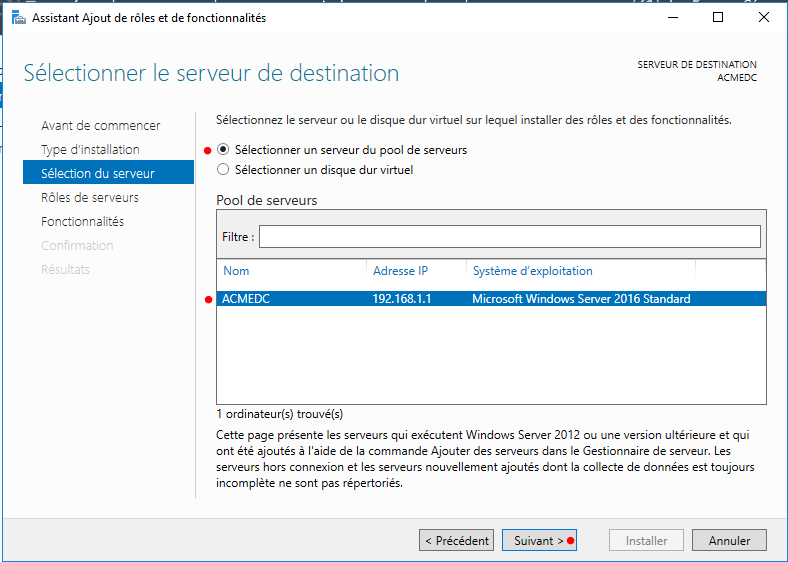 Assistant Ajout de rôles et de fonctionnalités
Sélectionner le serveur de destination
SERVEUR DE DESTINATION
ACMEDC
Avant de commencer
Type d'installation
Sélection du serveur
Rôles de serveurs
Fonctionnalités
Confirmation
Résultats
Sélectionnez le serveur ou le disque dur virtuel sur lequel installer des rôles et des fonctionnalités.
Sélectionner un serveur du pool de serveurs
Sélectionner un disque dur virtuel
Pool de serveurs
Filtre :
Nom Adresse IP Système d'exploitation
ACMEDC 192.168.1.1 Microsoft Windows Server 2016 Standard
1 ordinateur(s) trouvé(s)
Cette page présente les serveurs qui exécutent Windows Server 2012 ou une version ultérieure et qui
ont été ajoutés à l'aide de la commande Ajouter des serveurs dans le Gestionnaire de serveur. Les
serveurs hors connexion et les serveurs nouvellement ajoutés dont la collecte de données est toujours
incomplète ne sont pas répertoriés.
< Précédent Suivant > Installer Annuler